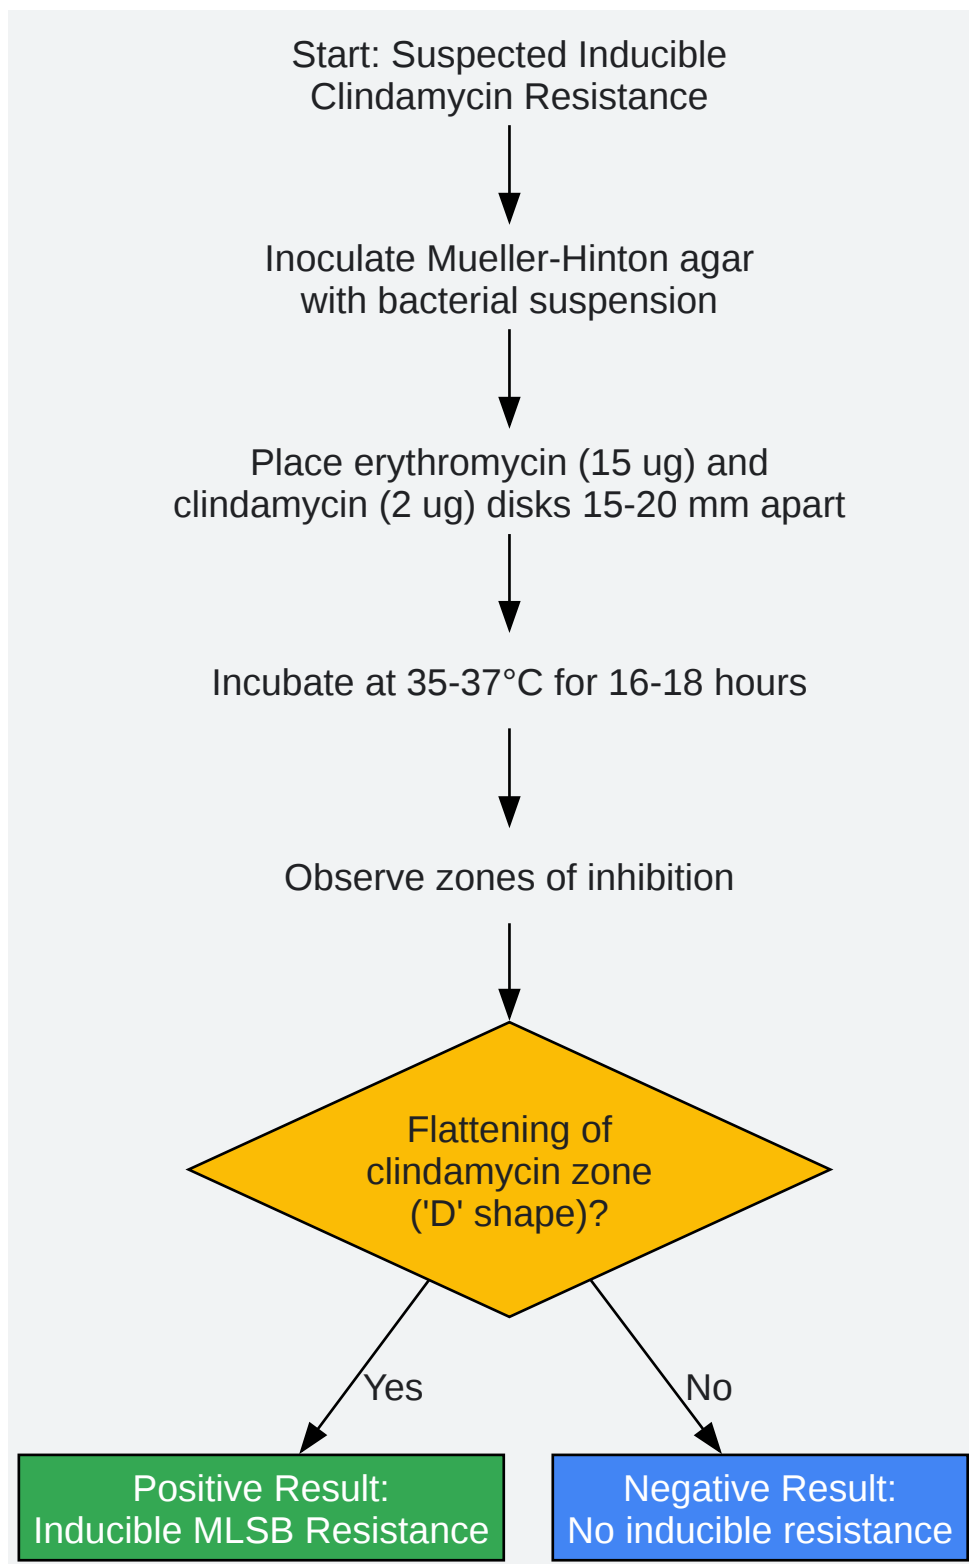 Start: Suspected Inducible
Clindamycin Resistance
Inoculate Mueller-Hinton agar
with bacterial suspension
Place erythromycin (15 ug) and
clindamycin (2 ug) disks 15-20 mm apart
Incubate at 35-37°C for 16-18 hours
Observe zones of inhibition
Flattening of
clindamycin zone
('D' shape)?
Yes
No
Positive Result:
Inducible MLSB Resistance
Negative Result:
No inducible resistance